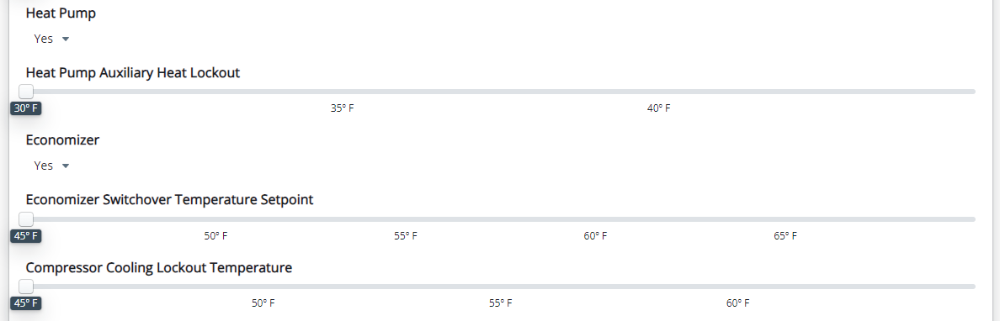 Heat Pump
Yes
Heat Pump Auxiliary Heat Lockout
30° F 35° F 40° F
Economizer
Yes
Economizer Switchover Temperature Setpoint
45° F 50° F 55° F 60° F 65° F
Compressor Cooling Lockout Temperature
45° F 50° F 55° F 60° F